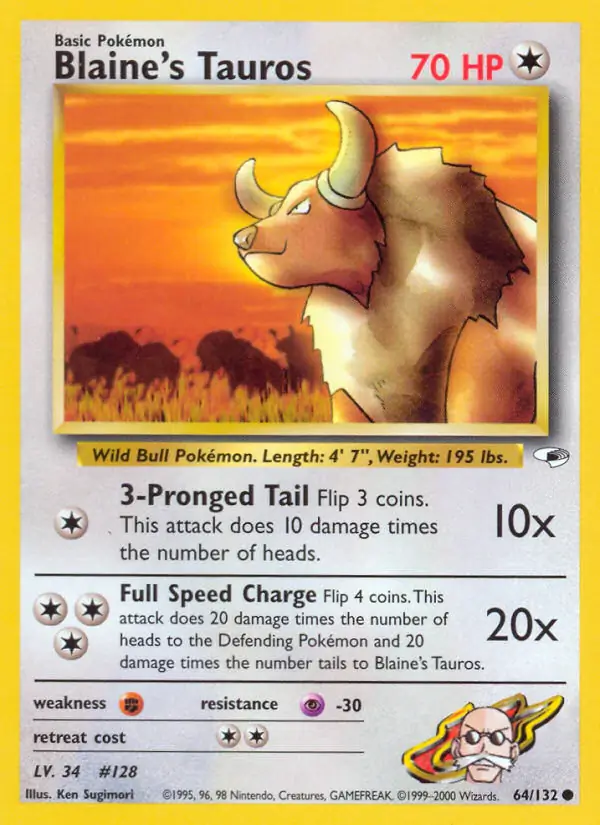 Basic Pokémon
Blaine's Tauros 70 HP
Wild Bull Pokémon. Length: 4' 7", Weight: 195 lbs.
3-Pronged Tail Flip 3 coins.
This attack does 10 damage times
the number of heads.
10x
Full Speed Charge Flip 4 coins. This
attack does 20 damage times the number of
heads to the Defending Pokémon and 20
damage times the number tails to Blaine's Tauros.
20x
weakness resistance -30
retreat cost
LV. 34 #128
Illus. Ken Sugimori ©1995, 96, 98 Nintendo, Creatures, GAMEFREAK. ©1999–2000 Wizards. 64/132